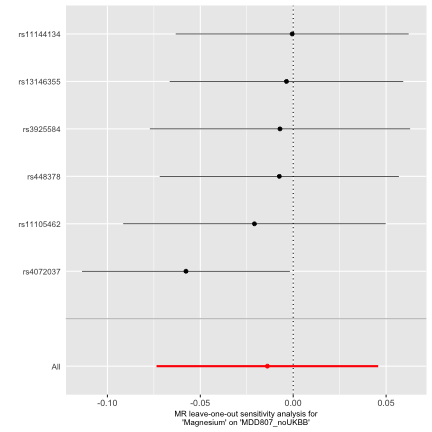 rs11144134
rs13146355
rs3925584
rs448378
rs11105462
rs4072037
All
-0.10 -0.05 0.00 0.05
MR leave-one-out sensitivity analysis for
'Magnesium' on 'MDD807_noUKBB'